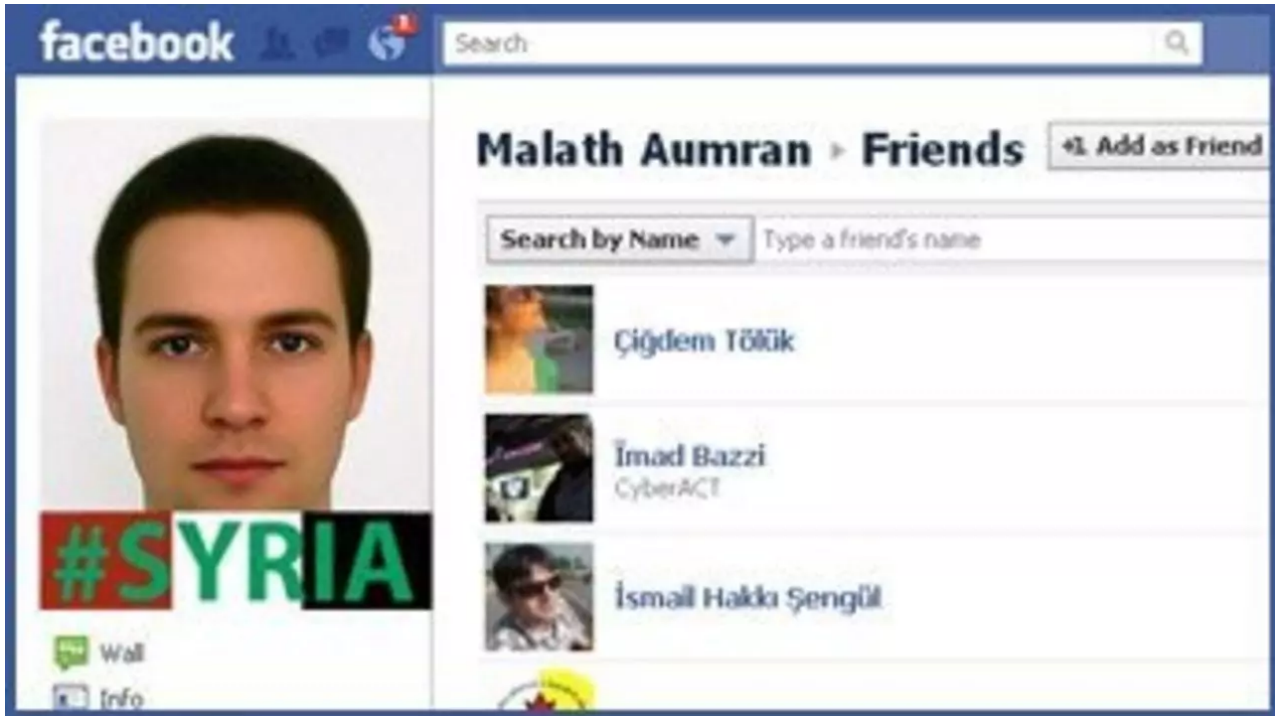 facebook
1
Search
Malath Aumran ▸ Friends
+1 Add as Friend
Search by Name
Type a friend's name
Çiğdem Tölük
İmad Bazzi
CyberACT
İsmail Hakkı Şengül
#SYRIA
Wall
Info